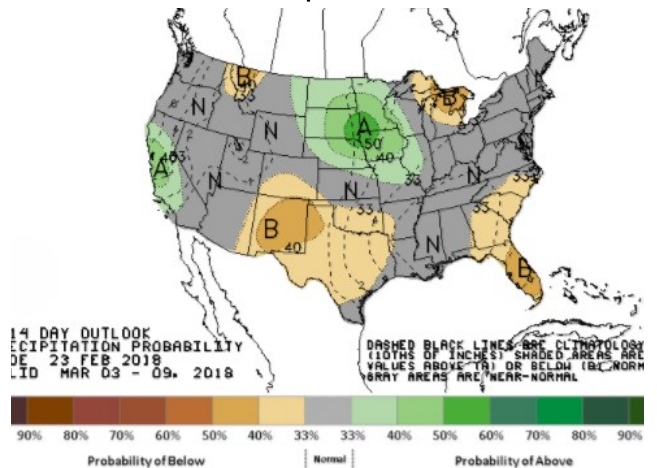 B
33
N
N
A
50
40
B
33
403
A
N
N
33
N
33
33
B
40
33
N
B
14 DAY OUTLOOK
ECIPITATION PROBABILITY
DE 23 FEB 2018
LID MAR 03 - 09, 2018
DASHED BLACK LINES ARE CLIMATOLOGY
(10THS OF INCHES) SHADED AREAS ARE
VALUES ABOVE (A) OR BELOW (B) NORM
GRAY AREAS ARE NEAR-NORMAL
90% 80% 70% 60% 50% 40% 33% 33% 40% 50% 60% 70% 80% 90%
Probability of Below Normal Probability of Above